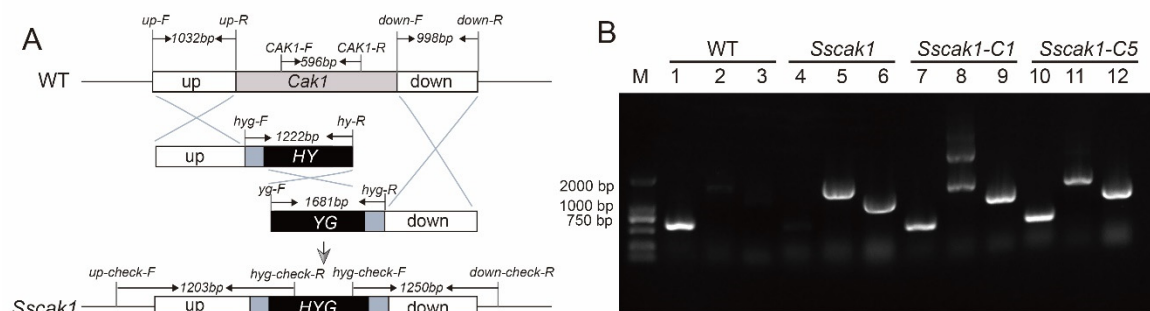 A
up-F up-R down-F down-R
1032bp CAK1-F CAK1-R 998bp
596bp
WT up Cak1 down
hyg-F hy-R
1222bp
up HY
yg-F hyg-R
1681bp
YG down
up-check-F hyg-check-R hyg-check-F down-check-R
1203bp 1250bp
Sscak1 up HYG down
B
WT Sscak1 Sscak1-C1 Sscak1-C5
M 1 2 3 4 5 6 7 8 9 10 11 12
2000 bp
1000 bp
750 bp